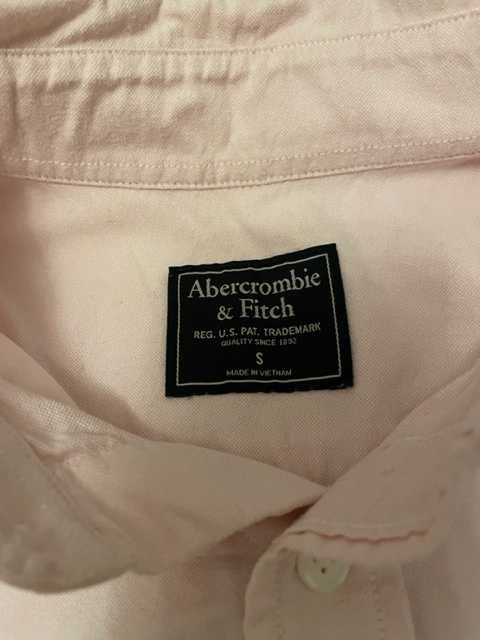 Abercrombie
& Fitch
REG. U.S. PAT. TRADEMARK
QUALITY SINCE 1892
S
MADE IN VIETNAM